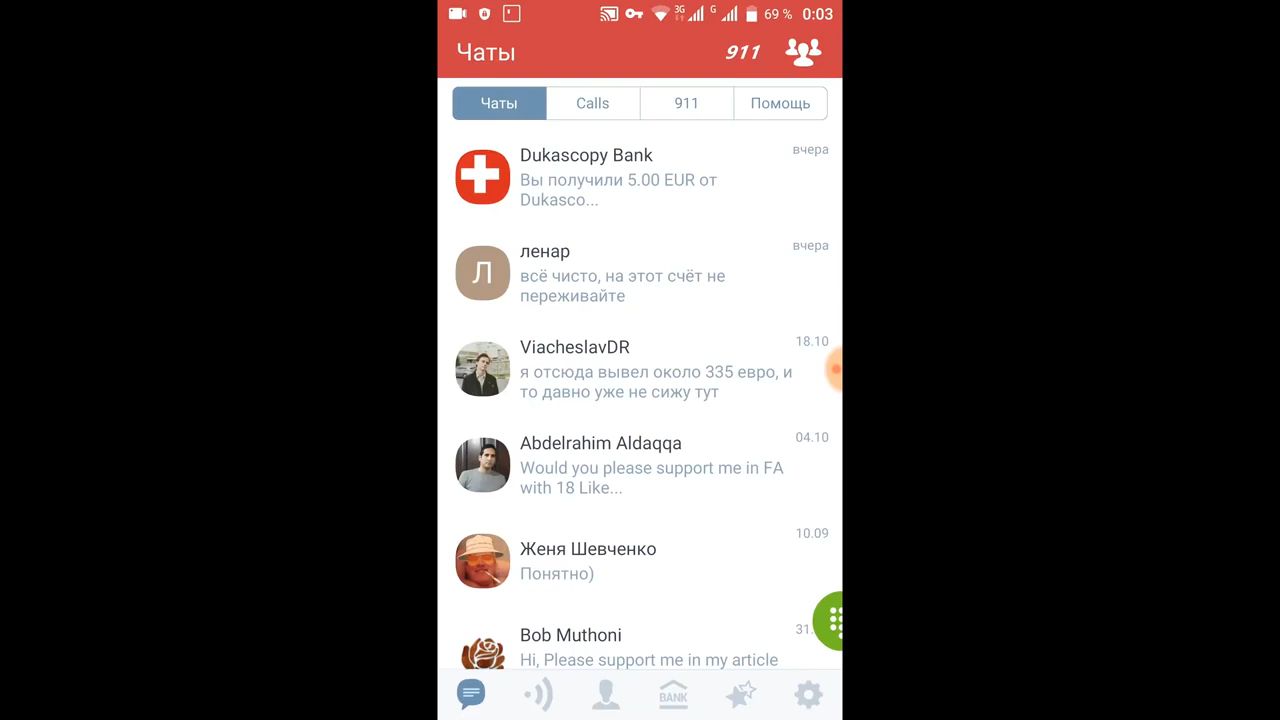 3G G 69 % 0:03
Чаты 911
Чаты Calls 911 Помощь
Dukascopy Bank вчера
Вы получили 5.00 EUR от
Dukasco...
Л
ленар вчера
всё чисто, на этот счёт не
переживайте
ViacheslavDR 18.10
я отсюда вывел около 335 евро, и
то давно уже не сижу тут
Abdelrahim Aldaqqa 04.10
Would you please support me in FA
with 18 Like...
Женя Шевченко 10.09
Понятно)
Bob Muthoni 31.
Hi, Please support me in my article
BANK